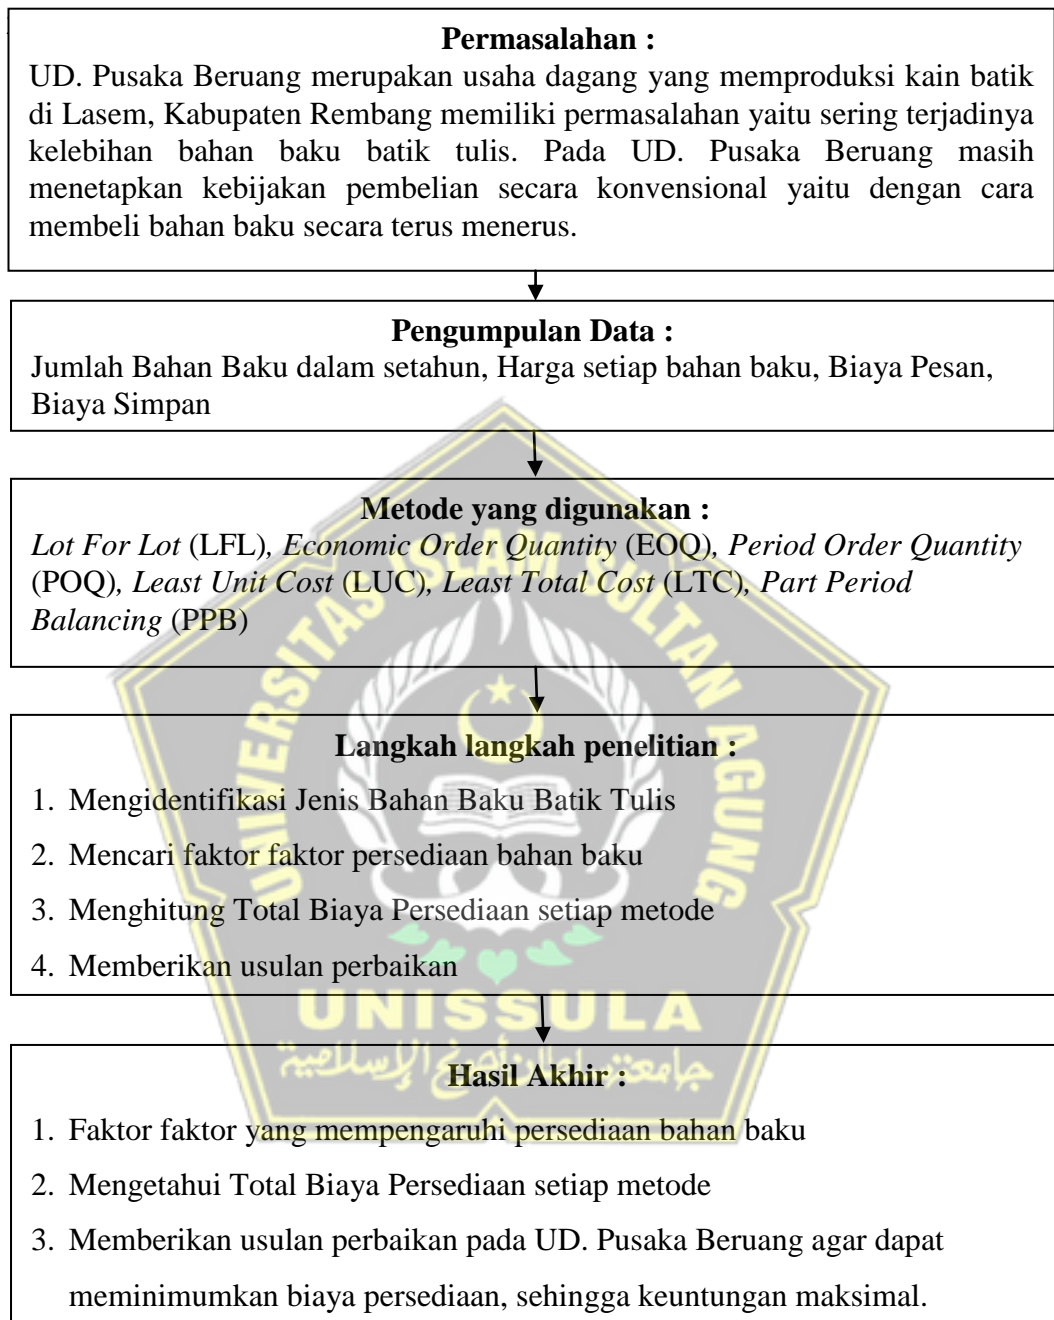 Permasalahan :
UD. Pusaka Beruang merupakan usaha dagang yang memproduksi kain batik
di Lasem, Kabupaten Rembang memiliki permasalahan yaitu sering terjadinya
kelebihan bahan baku batik tulis. Pada UD. Pusaka Beruang masih
menetapkan kebijakan pembelian secara konvensional yaitu dengan cara
membeli bahan baku secara terus menerus.
Pengumpulan Data :
Jumlah Bahan Baku dalam setahun, Harga setiap bahan baku, Biaya Pesan,
Biaya Simpan
Metode yang digunakan :
Lot For Lot (LFL), Economic Order Quantity (EOQ), Period Order Quantity
(POQ), Least Unit Cost (LUC), Least Total Cost (LTC), Part Period
Balancing (PPB)
UNIVERSITAS ISLAM SULTAN AGUNG
Langkah langkah penelitian :
1. Mengidentifikasi Jenis Bahan Baku Batik Tulis
2. Mencari faktor faktor persediaan bahan baku
3. Menghitung Total Biaya Persediaan setiap metode
4. Memberikan usulan perbaikan
UNISSULA
جامعنسلطان أجونج الإسلامية
Hasil Akhir :
1. Faktor faktor yang mempengaruhi persediaan bahan baku
2. Mengetahui Total Biaya Persediaan setiap metode
3. Memberikan usulan perbaikan pada UD. Pusaka Beruang agar dapat
meminimumkan biaya persediaan, sehingga keuntungan maksimal.